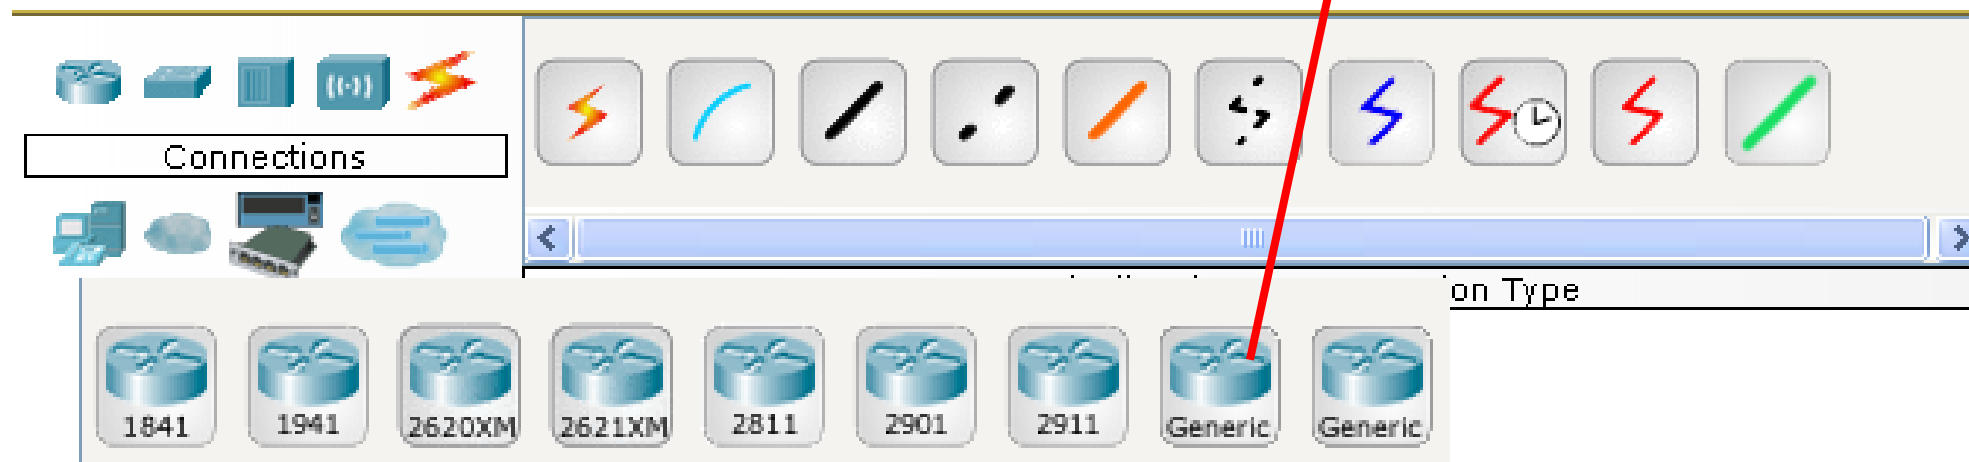 Connections
on Type
1841 1941 2620XM 2621XM 2811 2901 2911 Generic Generic